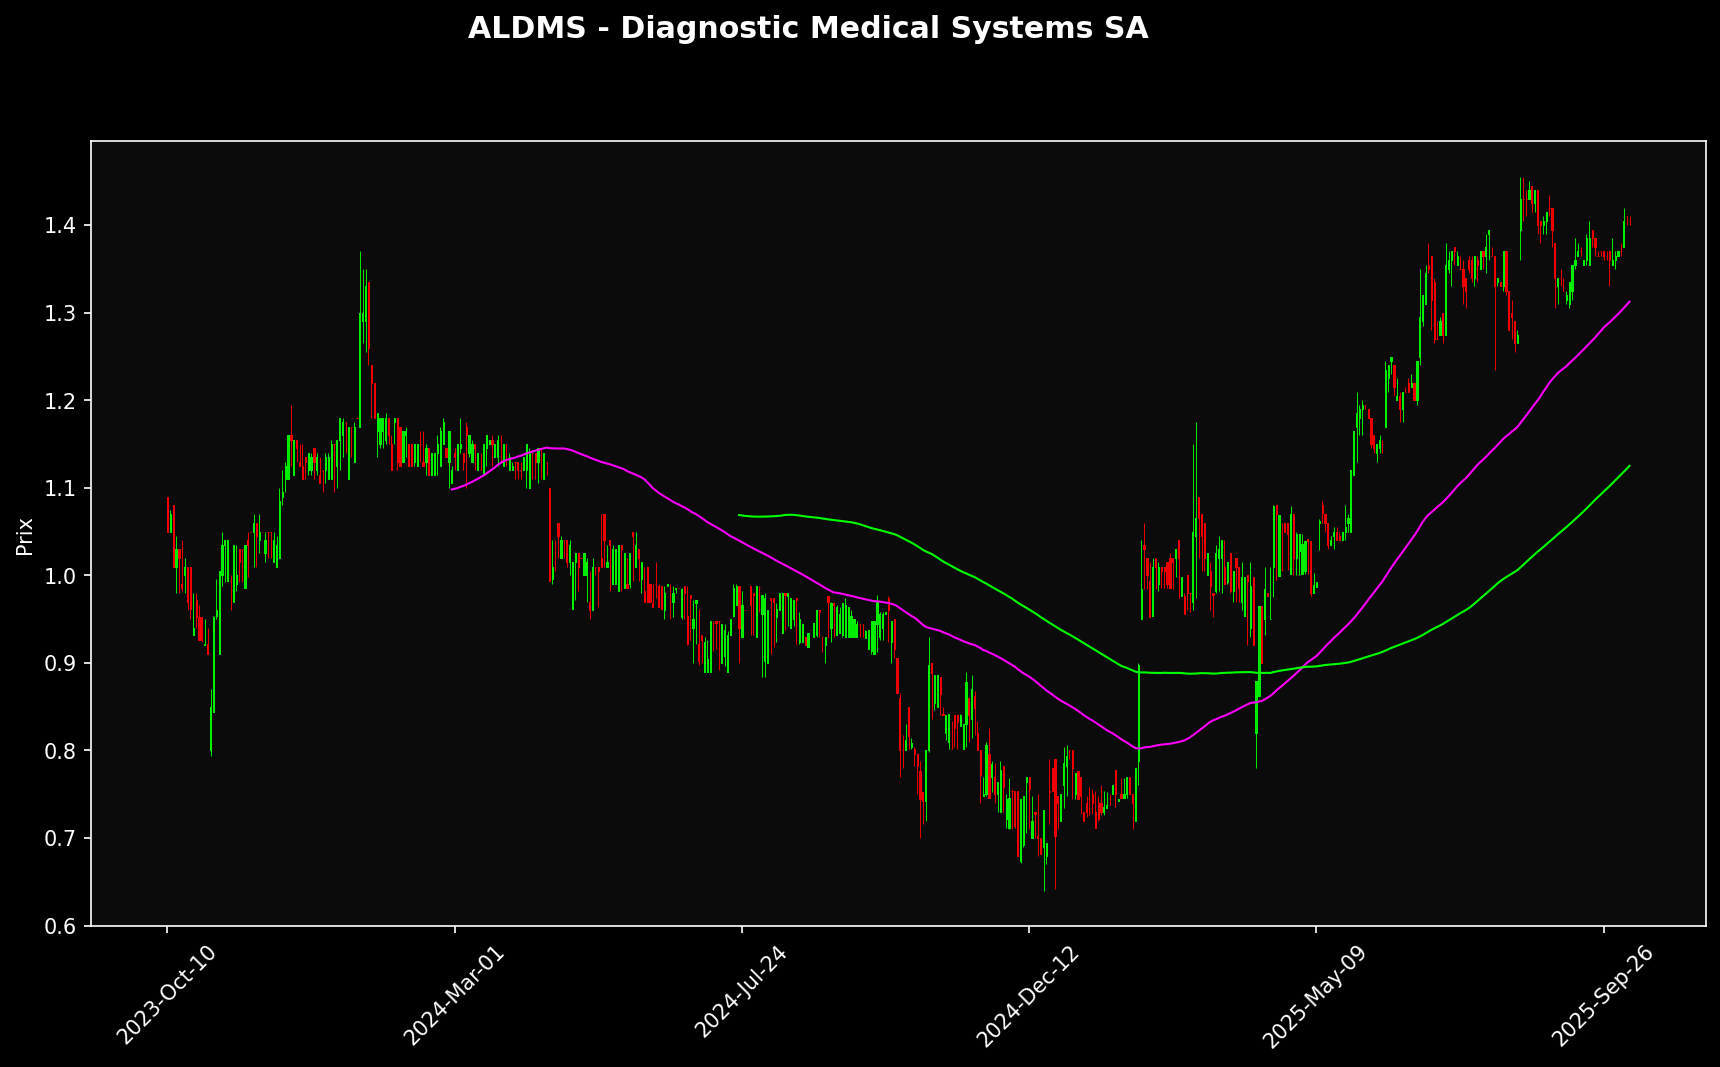 ALDMS - Diagnostic Medical Systems SA
Prix
1.4
1.3
1.2
1.1
1.0
0.9
0.8
0.7
0.6
2023-Oct-10
2024-Mar-01
2024-Jul-24
2024-Dec-12
2025-May-09
2025-Sep-26